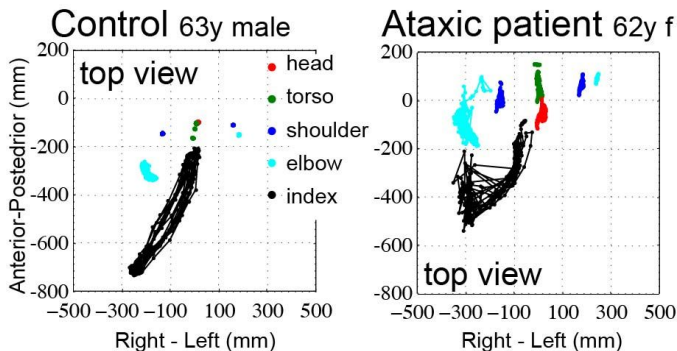 Control 63y male
Ataxic patient 62y f
Anterior-Postedrior (mm)
200
0
-200
-400
-600
-800
top view
head
torso
shoulder
elbow
index
−500 −300 −100 100 300 500
Right - Left (mm)
200
0
-200
-400
-600
-800
top view
−500 −300 −100 100 300 500
Right - Left (mm)